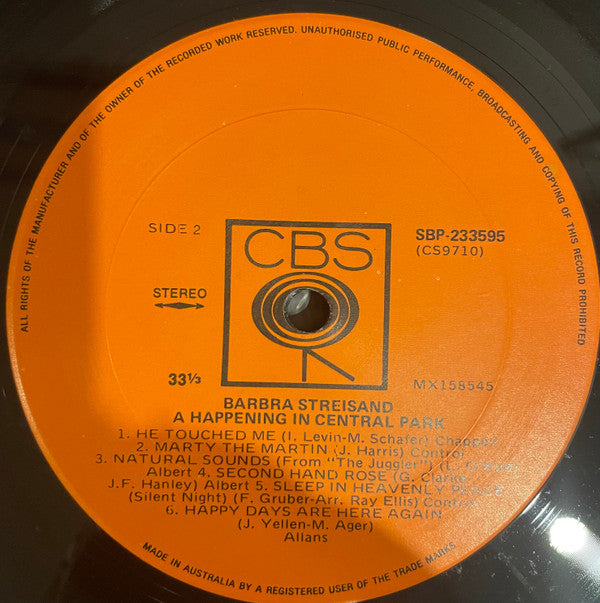 ALL RIGHTS OF THE MANUFACTURER AND OF THE OWNER OF THE RECORDED WORK RESERVED. UNAUTHORISED PUBLIC PERFORMANCE, BROADCASTING AND COPYING OF THIS RECORD PROHIBITED
SIDE 2
CBS
SBP-233595
(CS9710)
STEREO
33⅓
MX158545
BARBRA STREISAND
A HAPPENING IN CENTRAL PARK
1. HE TOUCHED ME (I. Levin-M. Schafer) Chappell
2. MARTY THE MARTIN (J. Harris) Control
3. NATURAL SOUNDS (From "The Juggler")
Albert 4. SECOND HAND ROSE (G. Clarke-
J.F. Hanley) Albert 5. SLEEP IN HEAVENLY PEACE
(Silent Night) (F. Gruber-Arr. Ray Ellis) Control
6. HAPPY DAYS ARE HERE AGAIN
(J. Yellen-M. Ager)
Allans
MADE IN AUSTRALIA BY A REGISTERED USER OF THE TRADE MARKS